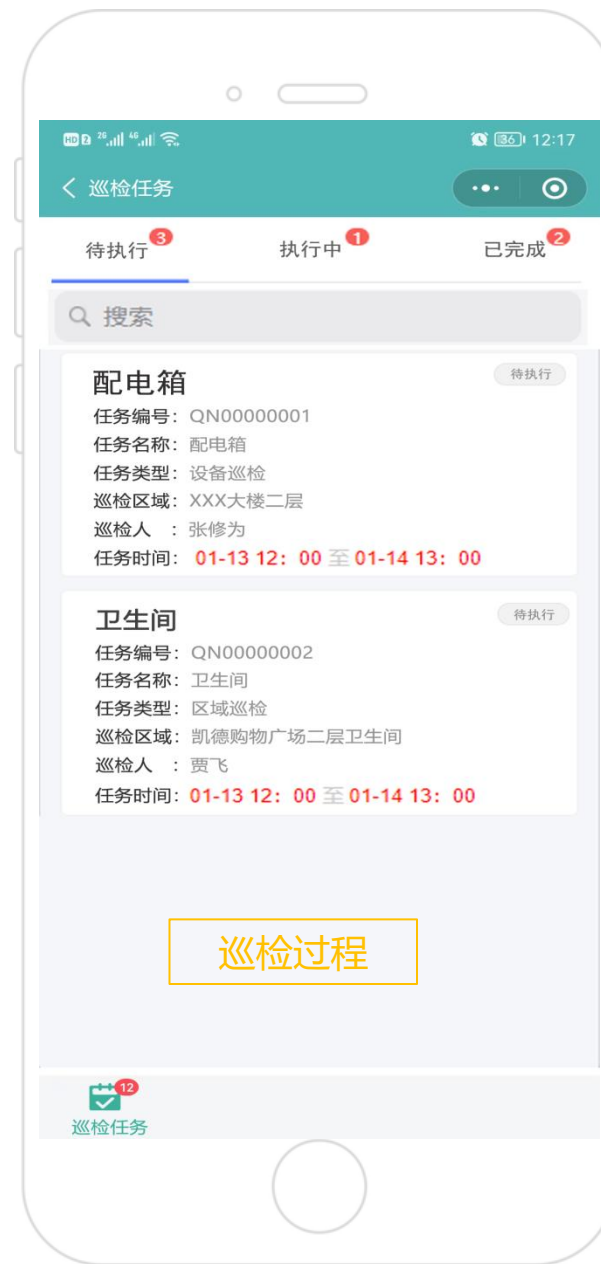 HD 2 2G 4G 36 12:17
巡检任务
待执行 3 执行中 1 已完成 2
搜索
配电箱 待执行
任务编号: QN00000001
任务名称: 配电箱
任务类型: 设备巡检
巡检区域: XXX大楼二层
巡检人 : 张修为
任务时间: 01-13 12: 00 至 01-14 13: 00
卫生间 待执行
任务编号: QN00000002
任务名称: 卫生间
任务类型: 区域巡检
巡检区域: 凯德购物广场二层卫生间
巡检人 : 贾飞
任务时间: 01-13 12: 00 至 01-14 13: 00
巡检过程
12
巡检任务